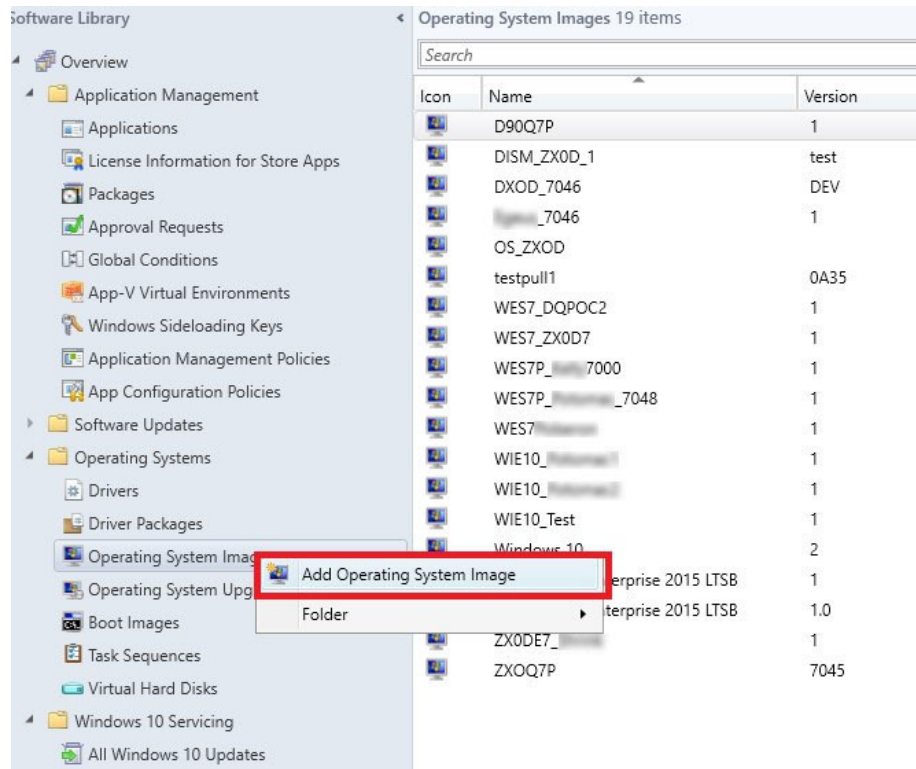 Software Library
Overview
Application Management
Applications
License Information for Store Apps
Packages
Approval Requests
Global Conditions
App-V Virtual Environments
Windows Sideloading Keys
Application Management Policies
App Configuration Policies
Software Updates
Operating Systems
Drivers
Driver Packages
Operating System Imag
Operating System Upg
Boot Images
Task Sequences
Virtual Hard Disks
Windows 10 Servicing
All Windows 10 Updates
Add Operating System Image
Folder
Operating System Images 19 items
Search
Icon Name Version
D90Q7P 1
DISM_ZX0D_1 test
DXOD_7046 DEV
_7046 1
OS_ZXOD
testpull1 0A35
WES7_DQPOC2 1
WES7_ZX0D7 1
WES7P_ 7000 1
WES7P_ _7048 1
WES7 1
WIE10_ 1
WIE10_ 1
WIE10_Test 1
Windows 10 2
erprise 2015 LTSB 1
terprise 2015 LTSB 1.0
ZX0DE7_ 1
ZXOQ7P 7045